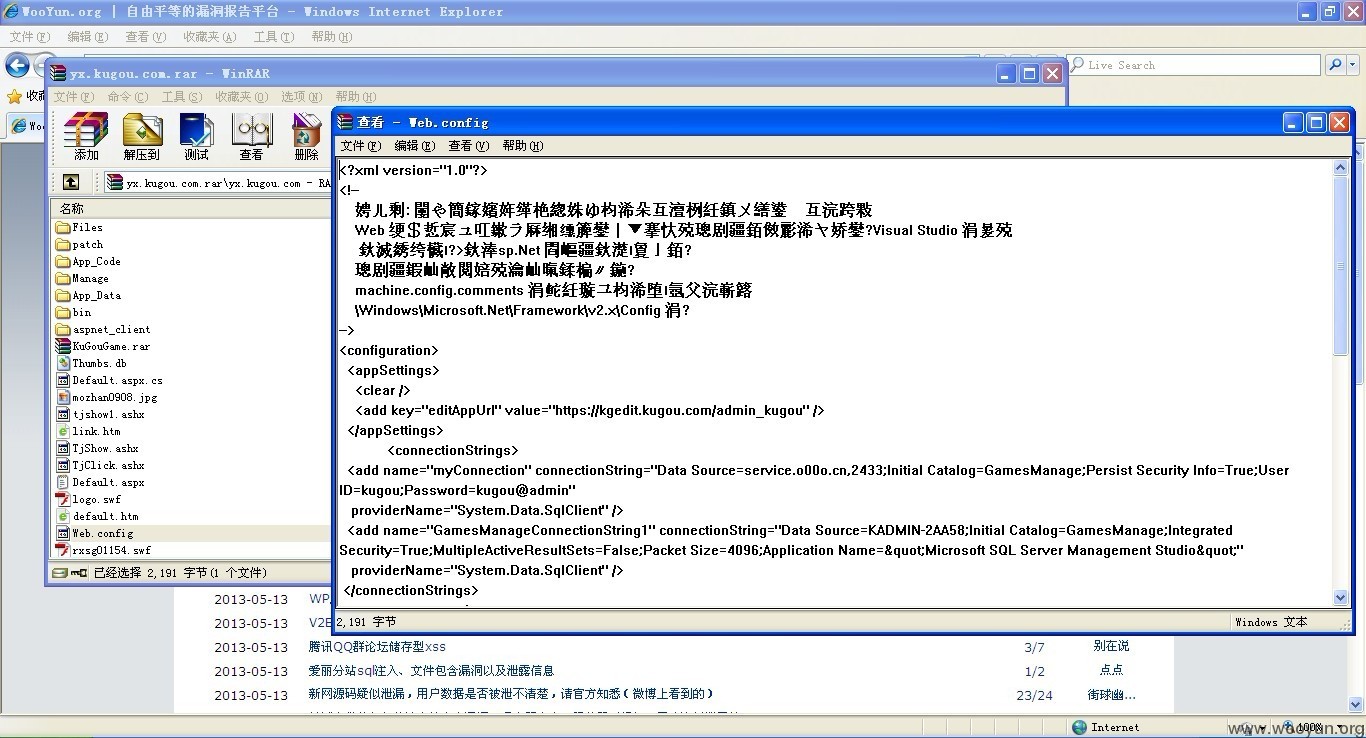 WooYun.org | 自由平等的漏洞报告平台 - Windows Internet Explorer
文件(F) 编辑(E) 查看(V) 收藏夹(A) 工具(T) 帮助(H)
Live Search
yx.kugou.com.rar - WinRAR
文件(F) 命令(C) 工具(S) 收藏夹(O) 选项(N) 帮助(H)
添加 解压到 测试 查看 删除
yx.kugou.com.rar\yx.kugou.com - RA
名称
Files
patch
App_Code
Manage
App_Data
bin
aspnet_client
KuGouGame.rar
Thumbs.db
Default.aspx.cs
mozhan0908.jpg
tjshow1.ashx
link.htm
TjShow.ashx
TjClick.ashx
Default.aspx
logo.swf
default.htm
Web.config
rxsg01154.swf
已经选择 2,191 字节(1 个文件)
查看 - Web.config
文件(F) 编辑(E) 查看(V) 帮助(H)
<?xml version="1.0"?>
<!--
Web
Visual Studio
sp.Net
machine.config.comments
\Windows\Microsoft.Net\Framework\v2.x\Config
-->
<configuration>
<appSettings>
<clear />
<add key="editAppUrl" value="https://kgedit.kugou.com/admin_kugou" />
</appSettings>
<connectionStrings>
<add name="myConnection" connectionString="Data Source=service.o00o.cn,2433;Initial Catalog=GamesManage;Persist Security Info=True;User
ID=kugou;Password=kugou@admin"
providerName="System.Data.SqlClient" />
<add name="GamesManageConnectionString1" connectionString="Data Source=KADMIN-2AA58;Initial Catalog=GamesManage;Integrated
Security=True;MultipleActiveResultSets=False;Packet Size=4096;Application Name=&quot;Microsoft SQL Server Management Studio&quot;"
providerName="System.Data.SqlClient" />
</connectionStrings>
2,191 字节
Windows 文本
2013-05-13 WP
2013-05-13 V2E
2013-05-13 腾讯QQ群论坛储存型xss 3/7 别在说
2013-05-13 爱丽分站sql注入、文件包含漏洞以及泄露信息 1/2 点点
2013-05-13 新网源码疑似泄漏，用户数据是否被泄不清楚，请官方知悉（微博上看到的） 23/24 街球幽...
Internet
100%
www.wooyun.org